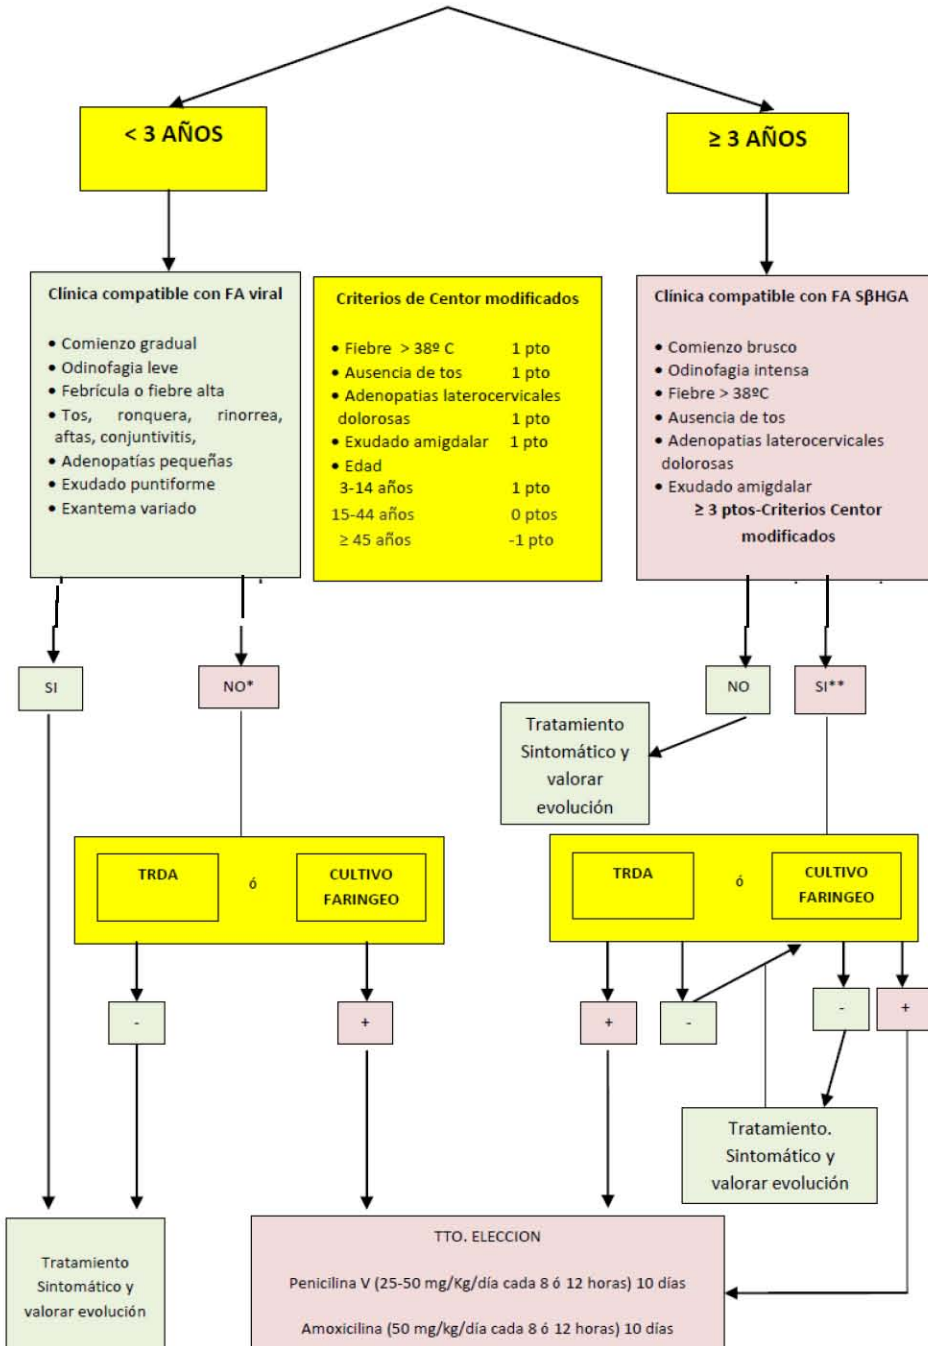 < 3 AÑOS
≥ 3 AÑOS
Clínica compatible con FA viral
• Comienzo gradual
• Odinofagia leve
• Febrícula o fiebre alta
• Tos, ronquera, rinorrea,
aftas, conjuntivitis,
• Adenopatías pequeñas
• Exudado puntiforme
• Exantema variado
Criterios de Centor modificados
• Fiebre > 38º C 1 pto
• Ausencia de tos 1 pto
• Adenopatias laterocervicales
dolorosas 1 pto
• Exudado amigdalar 1 pto
• Edad
3-14 años 1 pto
15-44 años 0 ptos
≥ 45 años -1 pto
Clínica compatible con FA SβHGA
• Comienzo brusco
• Odinofagia intensa
• Fiebre > 38ºC
• Ausencia de tos
• Adenopatias laterocervicales
dolorosas
• Exudado amigdalar
≥ 3 ptos-Criterios Centor
modificados
SI
NO*
NO
SI**
Tratamiento
Sintomático y
valorar
evolución
TRDA
ó
CULTIVO
FARINGEO
TRDA
ó
CULTIVO
FARINGEO
-
+
+
-
-
+
Tratamiento.
Sintomático y
valorar evolución
Tratamiento
Sintomático y
valorar evolución
TTO. ELECCION
Penicilina V (25-50 mg/Kg/día cada 8 ó 12 horas) 10 días
Amoxicilina (50 mg/kg/día cada 8 ó 12 horas) 10 días